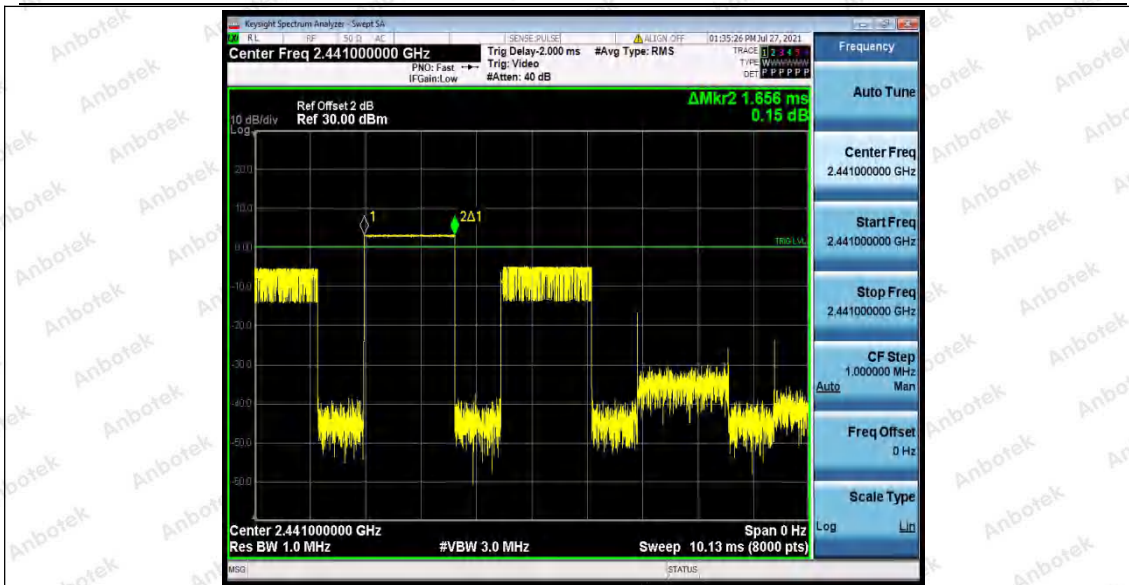 Keysight Spectrum Analyzer - Swept SA
RL RF 50 Ω AC SENSE:PULSE ALIGN OFF 01:35:26 PM Jul 27, 2021
Center Freq 2.441000000 GHz
PNO: Fast
IFGain:Low
Trig Delay-2.000 ms
Trig: Video
#Atten: 40 dB
#Avg Type: RMS
TRACE 1 2 3 4 5 6
TYPE WWWWWW
DET P P P P P P
Ref Offset 2 dB
10 dB/div Ref 30.00 dBm
Log
ΔMkr2 1.656 ms
0.15 dB
20.0
10.0
0.00
-10.0
-20.0
-30.0
-40.0
-50.0
-60.0
1
2Δ1
TRIG LVL
Center 2.441000000 GHz
Span 0 Hz
Res BW 1.0 MHz
#VBW 3.0 MHz
Sweep 10.13 ms (8000 pts)
MSG
STATUS
Frequency
Auto Tune
Center Freq
2.441000000 GHz
Start Freq
2.441000000 GHz
Stop Freq
2.441000000 GHz
CF Step
1.000000 MHz
Auto Man
Freq Offset
0 Hz
Scale Type
Log Lin
Anbotek